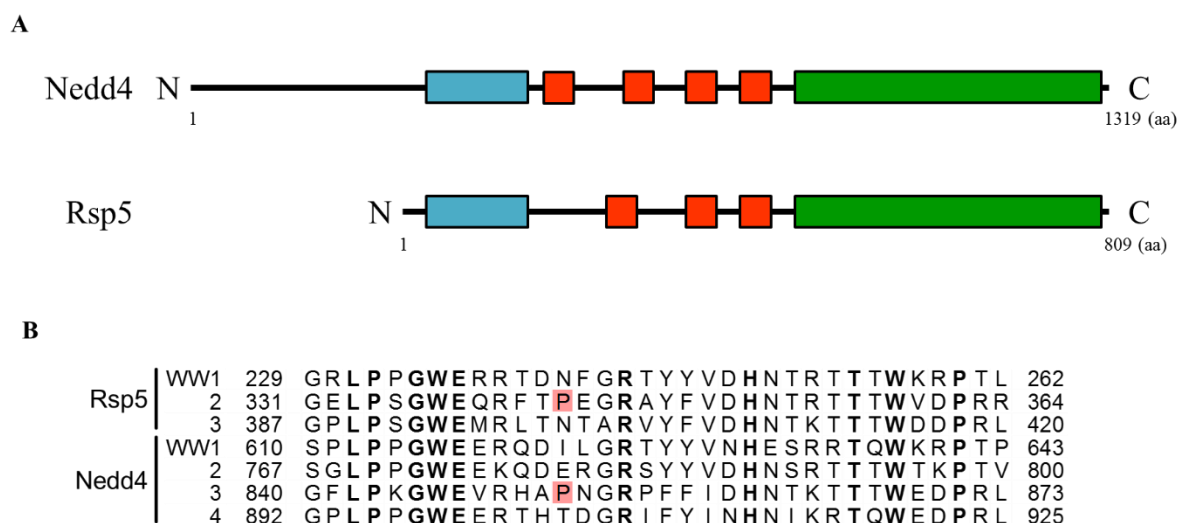 A
Nedd4 N C
1 1319 (aa)
Rsp5 N C
1 809 (aa)
B
Rsp5
WW1 229 GRLPPGWERRTDNFGRTYYVDHNTRTTTWKRPTL 262
2 331 GELPSGWEQRFTPEGRAYFVDHNTRTTTWVDPRR 364
3 387 GPLPSGWEMRLTNTARVYFVDHNTKTTTWDDPRL 420
Nedd4
WW1 610 SPLPPGWEERQDILGRTYYVNHESRRTQWKRPTP 643
2 767 SGLPPGWEEKQDERGRSYYVDHNSRTTTWTKPTV 800
3 840 GFLPKGWEVRHAPNGRPFFIDHNTKTTTWEDPRL 873
4 892 GPLPPGWEERTHTDGRIFYINHNIKRTQWEDPRL 925